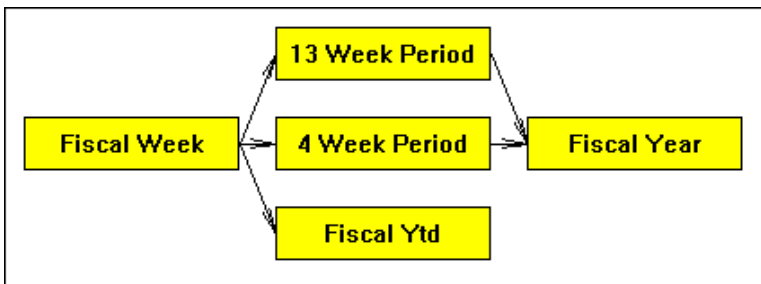 13 Week Period
Fiscal Week
4 Week Period
Fiscal Year
Fiscal Ytd